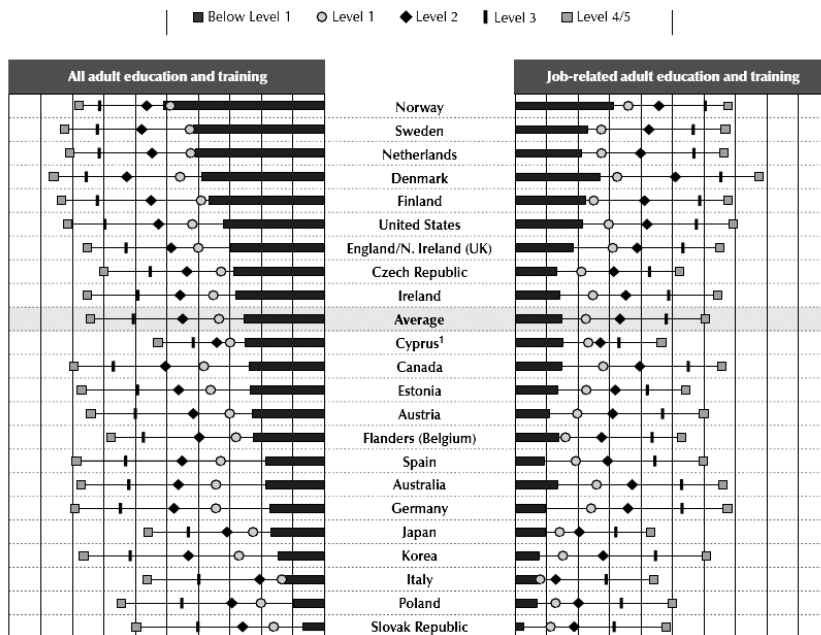 Below Level 1 Level 1 Level 2 Level 3 Level 4/5
All adult education and training Job-related adult education and training
Norway
Sweden
Netherlands
Denmark
Finland
United States
England/N. Ireland (UK)
Czech Republic
Ireland
Average
Cyprus¹
Canada
Estonia
Austria
Flanders (Belgium)
Spain
Australia
Germany
Japan
Korea
Italy
Poland
Slovak Republic